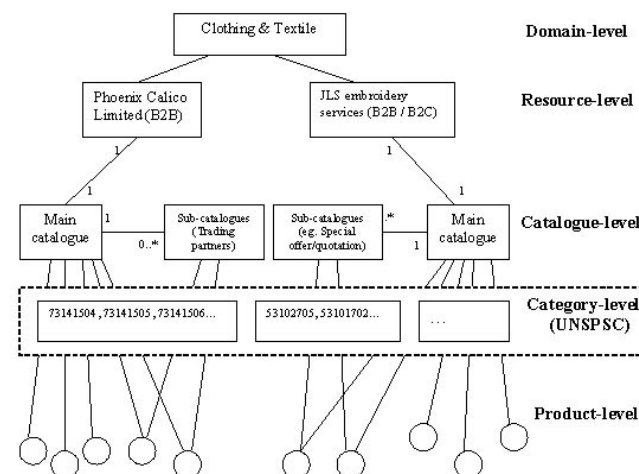 Clothing & Textile
Domain-level
Phoenix Calico
Limited (B2B)
JLS embroidery
services (B2B / B2C)
Resource-level
1
1
1
1
Main
catalogue
1
0..*
Sub-catalogues
(Trading
partners)
Sub-catalogues
(eg. Special
offer/quotation)
.*
1
Main
catalogue
Catalogue-level
73141504 ,73141505 ,73141506...
53102705,53101702...
...
Category-level
(UNSPSC)
Product-level